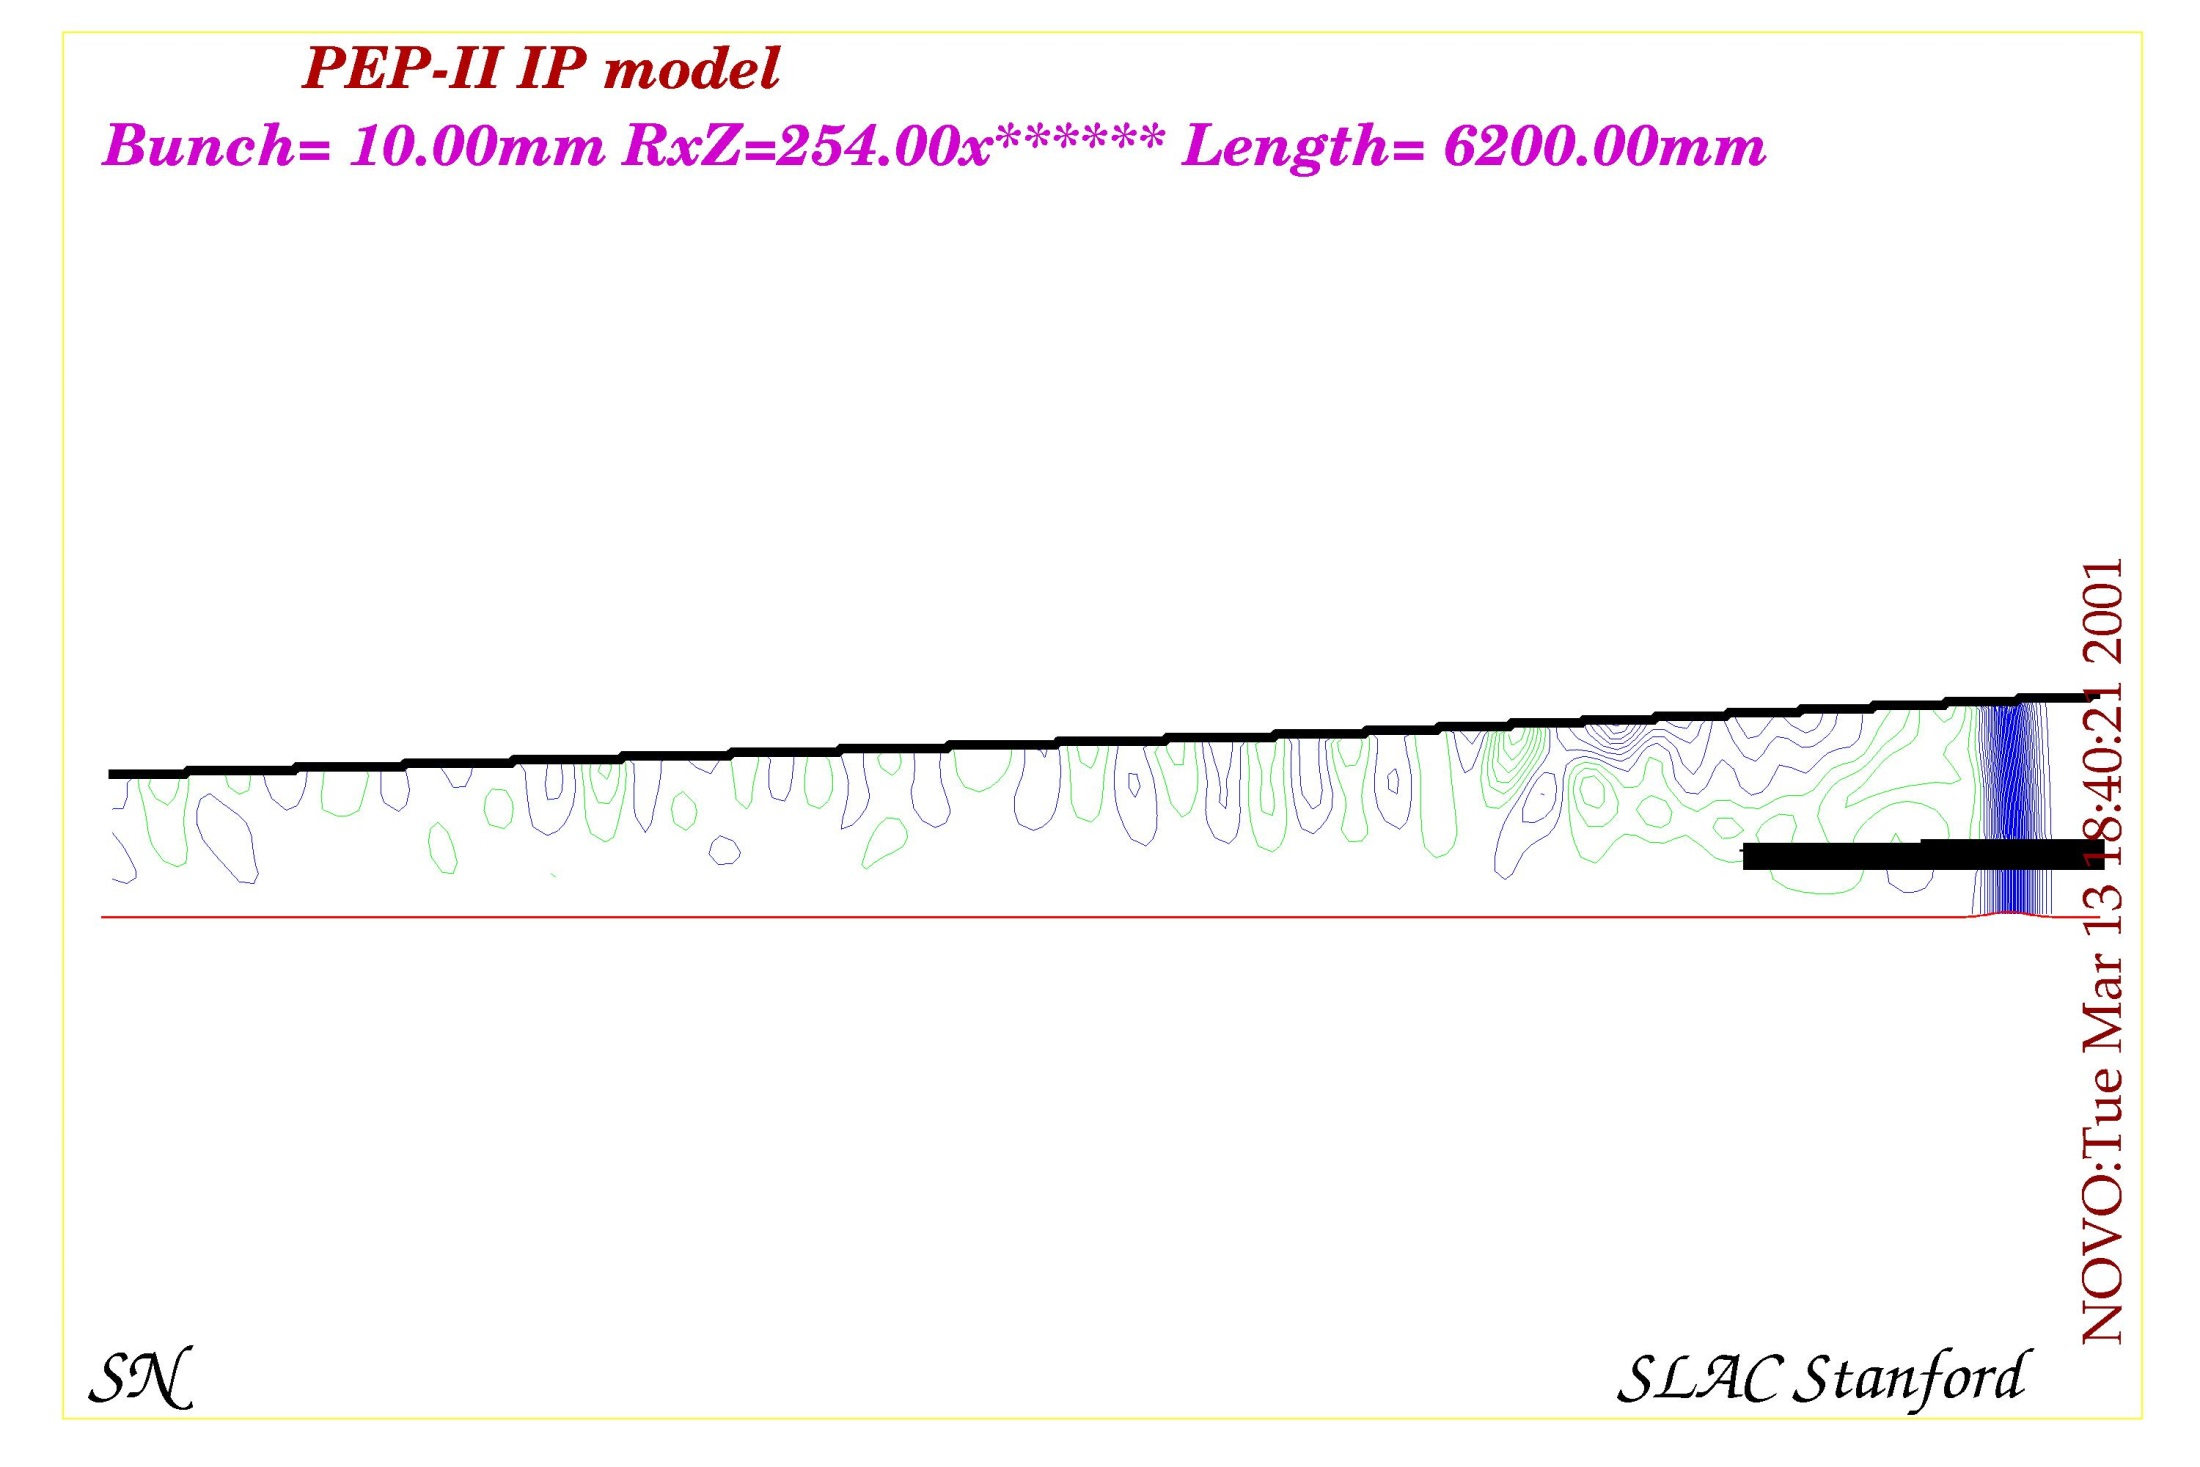 PEP-II IP model
Bunch= 10.00mm RxZ=254.00x****** Length= 6200.00mm
NOVO:Tue Mar 13 18:40:21 2001
SN
SLAC Stanford